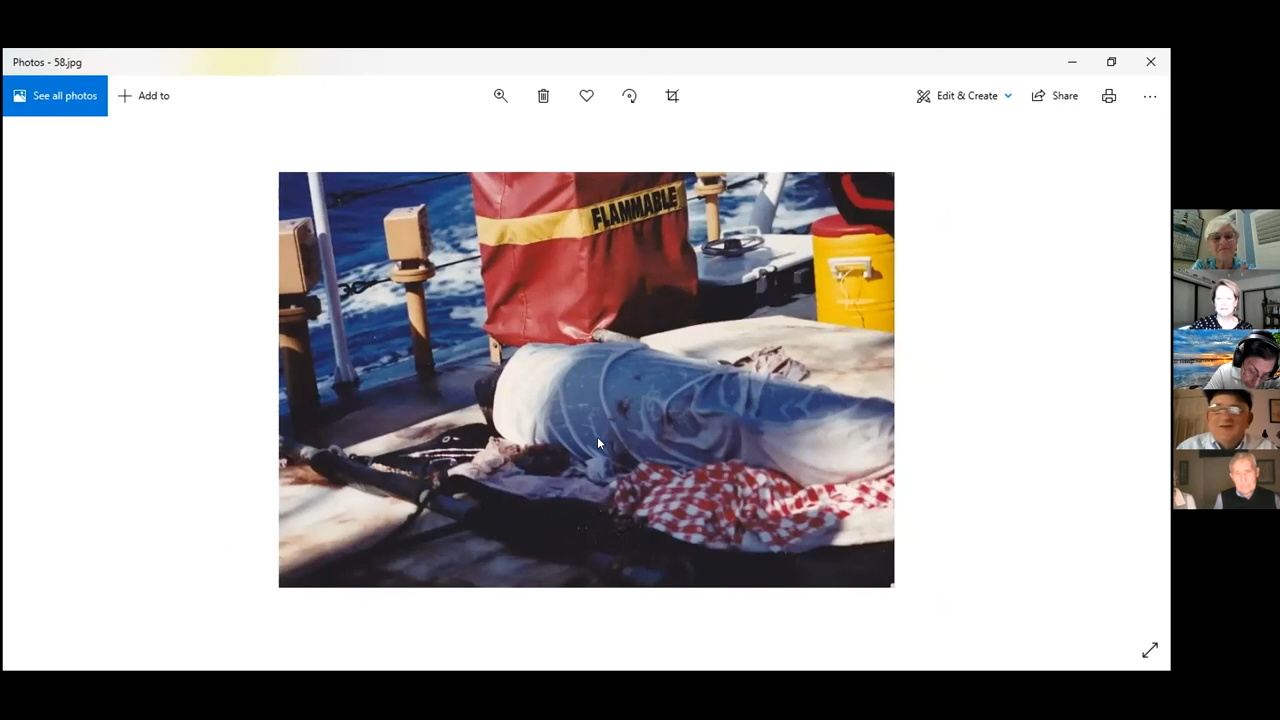 Photos - 58.jpg
See all photos
Add to
Edit & Create
Share
FLAMMABLE